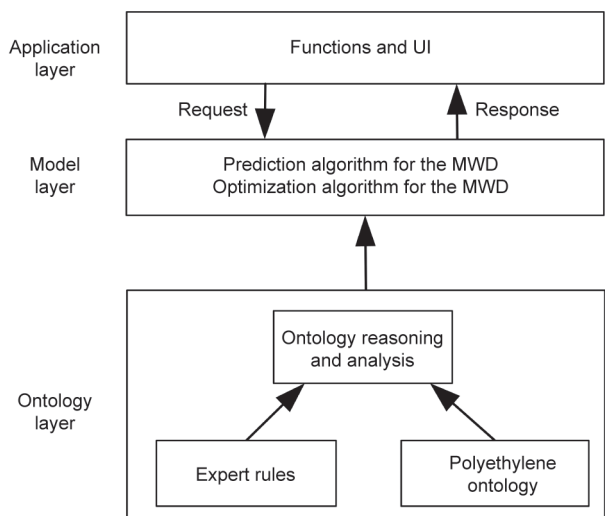 Application
layer
Functions and UI
Request
Response
Model
layer
Prediction algorithm for the MWD
Optimization algorithm for the MWD
Ontology
layer
Ontology reasoning
and analysis
Expert rules
Polyethylene
ontology